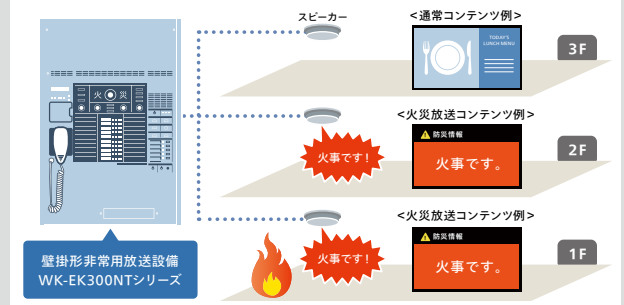 スピーカー
<通常コンテンツ例>
TODAY'S
LUNCH MENU
3F
火 災
<火災放送コンテンツ例>
防災情報
火事です!
火事です。
2F
<火災放送コンテンツ例>
防災情報
火事です!
火事です。
1F
壁掛形非常用放送設備
WK-EK300NTシリーズ